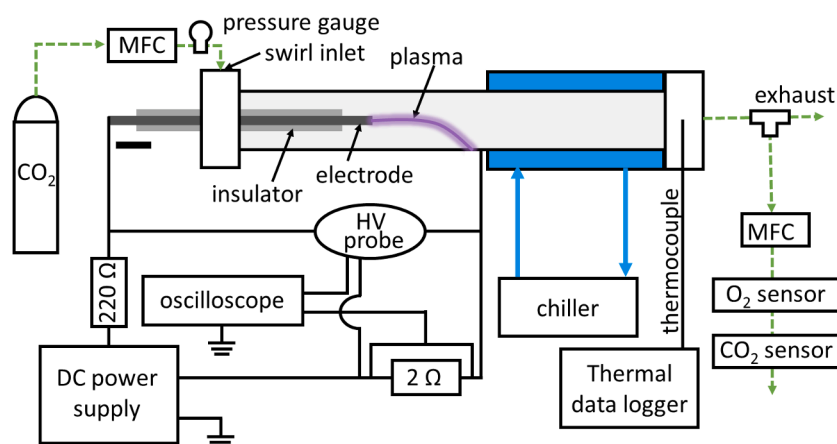 pressure gauge
MFC
swirl inlet
plasma
exhaust
CO₂
insulator
electrode
HV
probe
MFC
thermocouple
220 Ω
oscilloscope
chiller
O₂ sensor
2 Ω
CO₂ sensor
DC power
supply
Thermal
data logger